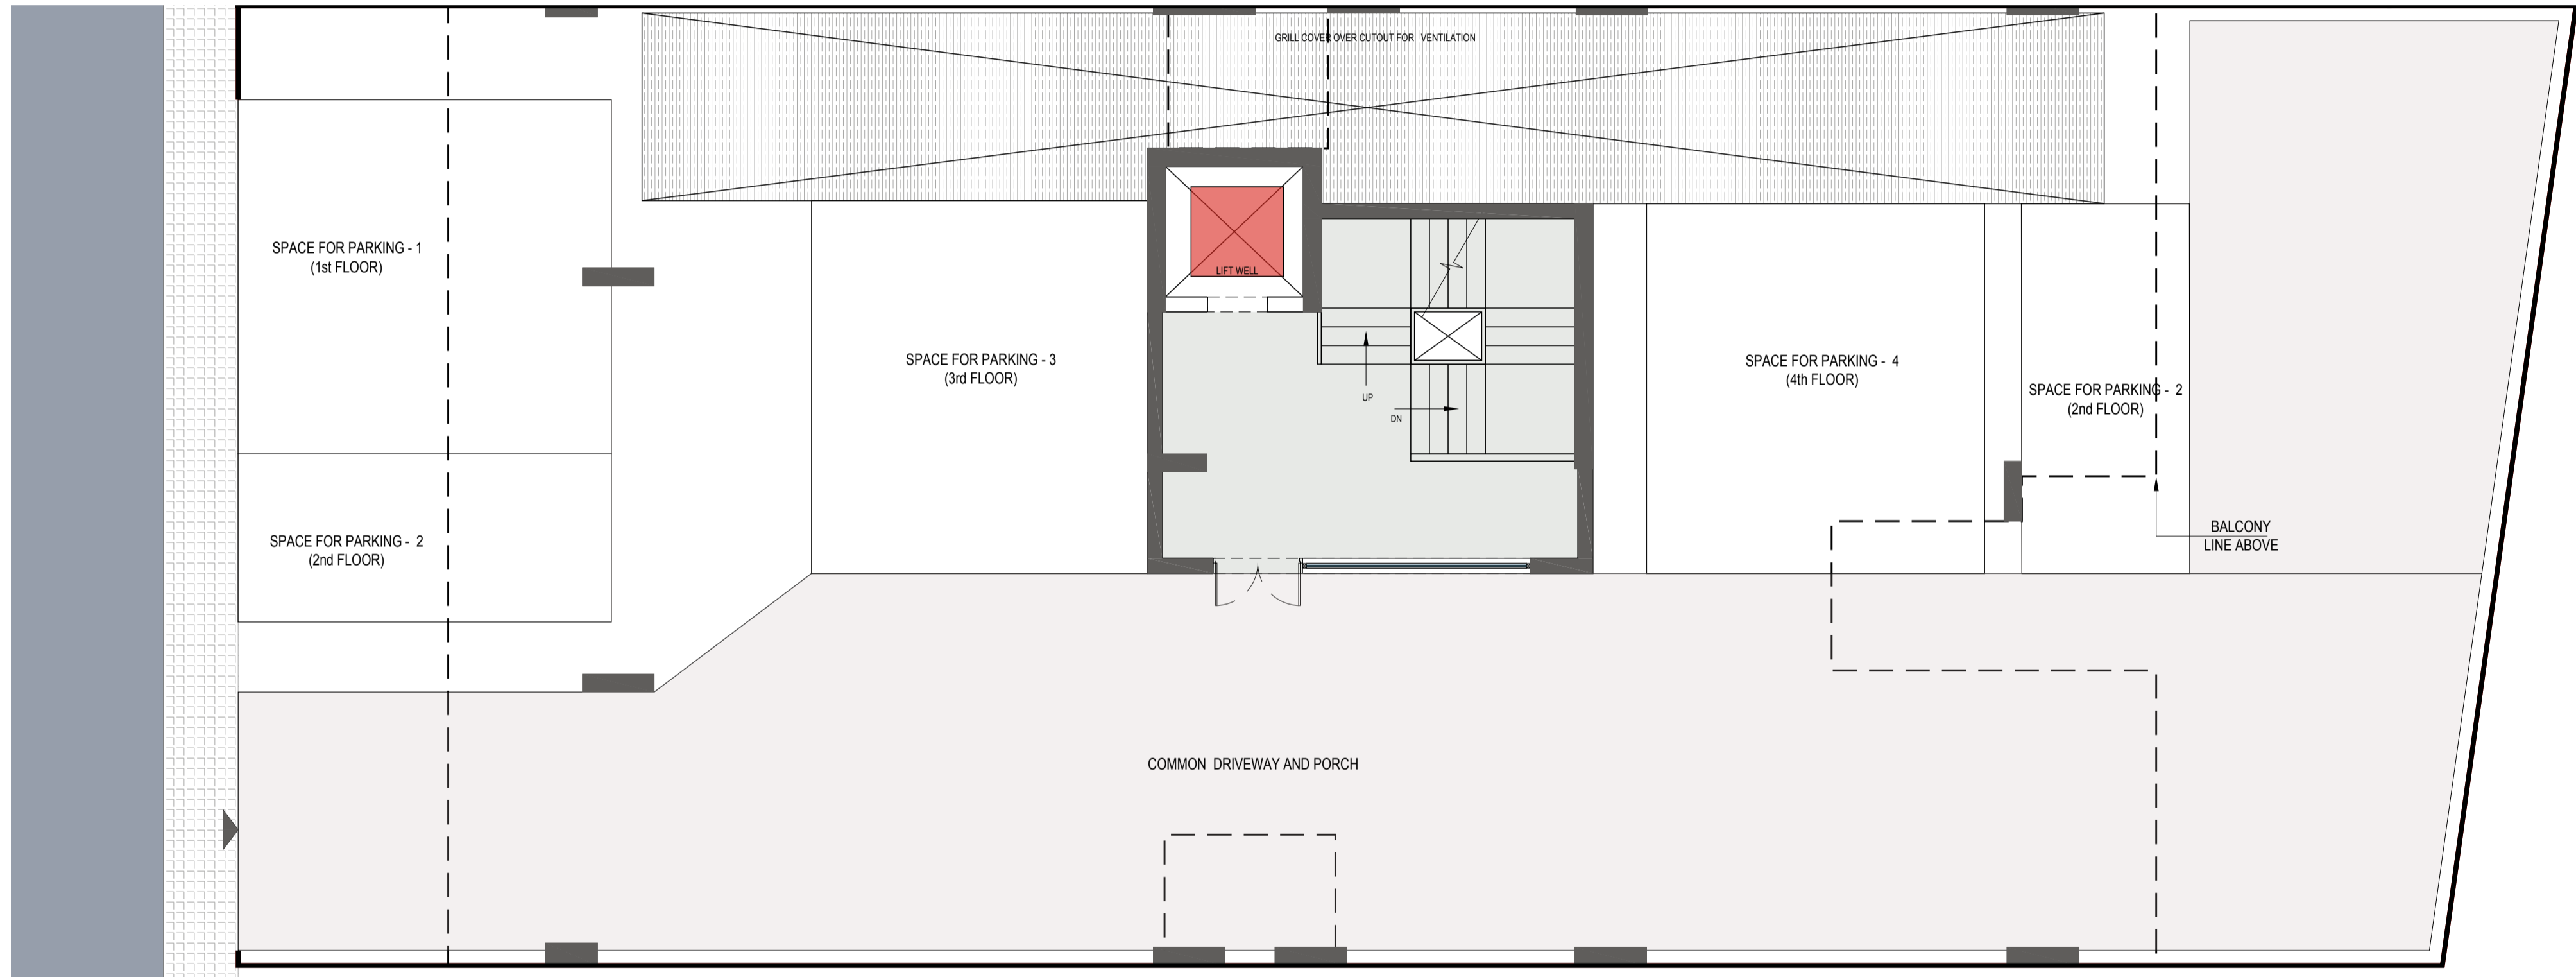 GRILL COVER OVER CUTOUT FOR VENTILATION
SPACE FOR PARKING - 1
(1st FLOOR)
LIFT WELL
SPACE FOR PARKING - 3
(3rd FLOOR)
UP
DN
SPACE FOR PARKING - 4
(4th FLOOR)
SPACE FOR PARKING - 2
(2nd FLOOR)
SPACE FOR PARKING - 2
(2nd FLOOR)
BALCONY
LINE ABOVE
COMMON DRIVEWAY AND PORCH